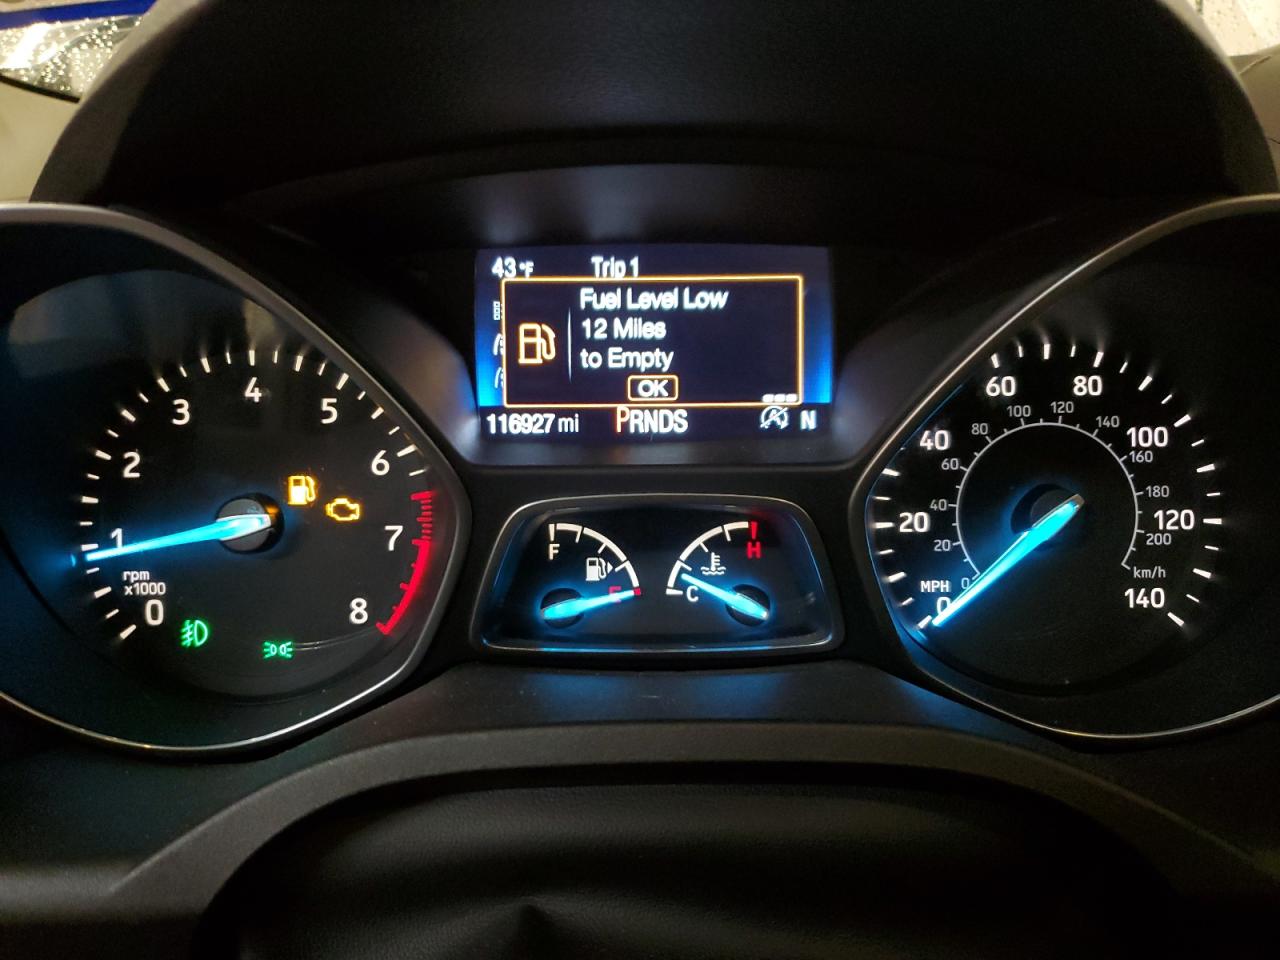 43°F Trip 1
Fuel Level Low
12 Miles
to Empty
OK
116927 mi PRNDS N
0 1 2 3 4 5 6 7 8
rpm
x1000
F E
C H
0 20 40 60 80 100 120 140
MPH
0 20 40 60 80 100 120 140 160 180 200
km/h